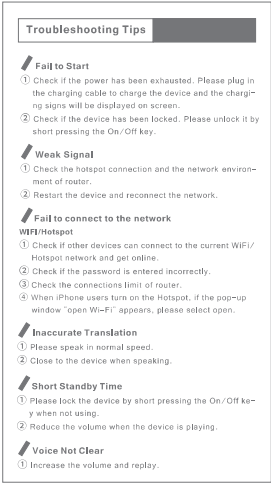 Troubleshooting Tips
Fail to Start
① Check if the power has been exhausted. Please plug in
the charging cable to charge the device and the chargi-
ng signs will be displayed on screen.
② Check if the device has been locked. Please unlock it by
short pressing the On/Off key.
Weak Signal
① Check the hotspot connection and the network environ-
ment of router.
② Restart the device and reconnect the network.
Fail to connect to the network
WIFI/Hotspot
① Check if other devices can connect to the current WiFi/
Hotspot network and get online.
② Check if the password is entered incorrectly.
③ Check the connections limit of router.
④ When iPhone users turn on the Hotspot, if the pop-up
window "open Wi-Fi" appears, please select open.
Inaccurate Translation
① Please speak in normal speed.
② Close to the device when speaking.
Short Standby Time
① Please lock the device by short pressing the On/Off ke-
y when not using.
② Reduce the volume when the device is playing.
Voice Not Clear
① Increase the volume and replay.